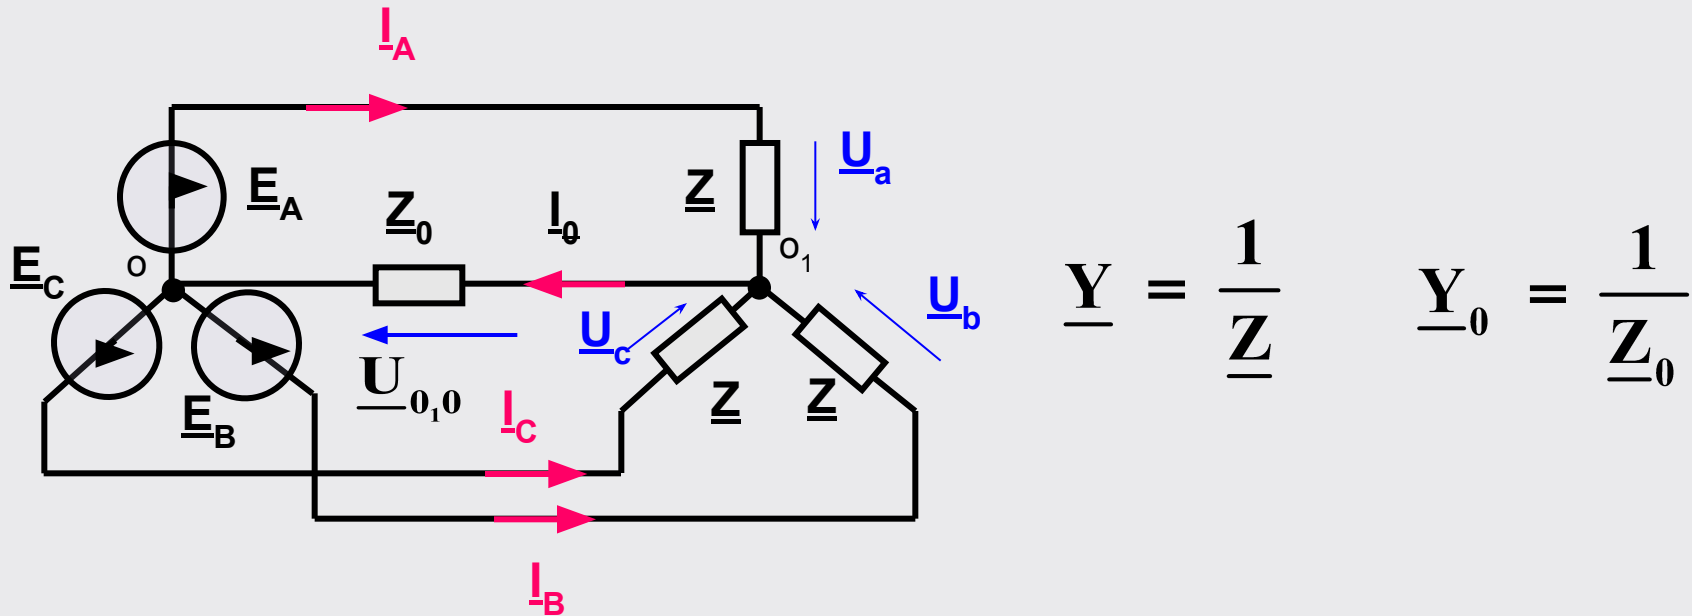 I_A
E_A
Z
U_a
O
Z_0
I_0
O_1
E_C
U_c
U_b
U_{0_1 0}
E_B
Z
Z
I_C
I_B
Y = 1/Z
Y_0 = 1/Z_0